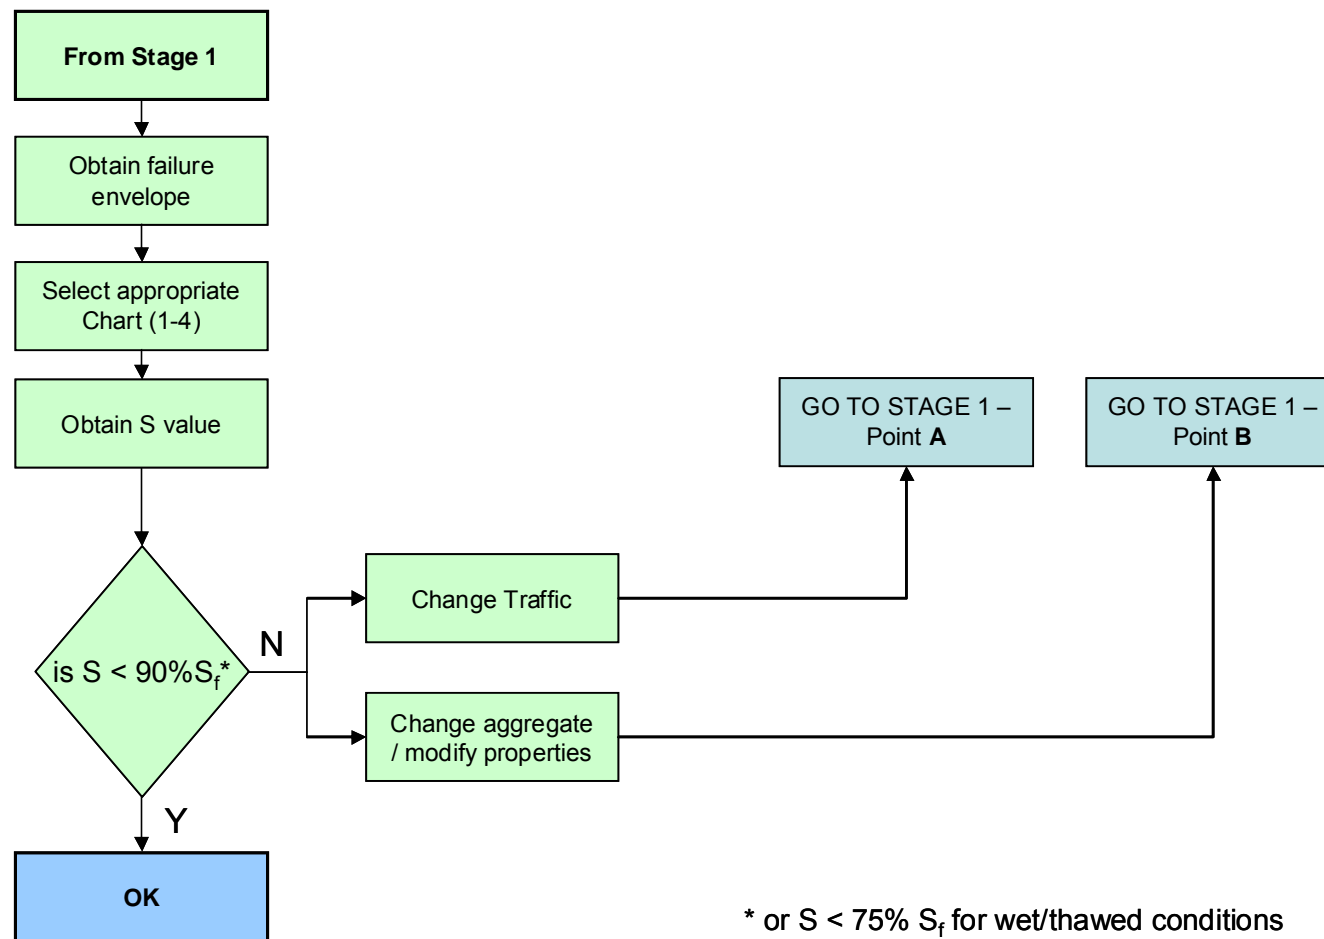 From Stage 1
Obtain failure
envelope
Select appropriate
Chart (1-4)
Obtain S value
GO TO STAGE 1 –
Point A
GO TO STAGE 1 –
Point B
is S < 90%Sf*
N
Change Traffic
Change aggregate
/ modify properties
Y
OK
* or S < 75% Sf for wet/thawed conditions